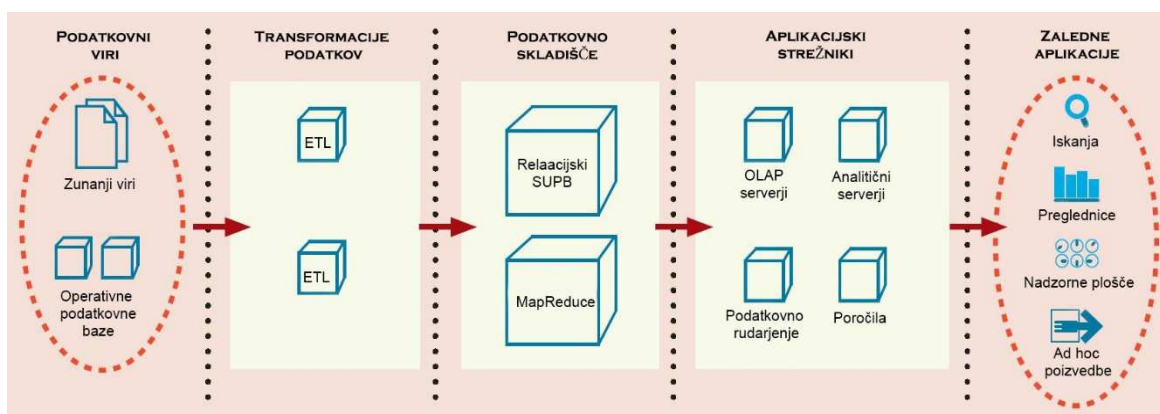 PODATKOVNI
VIRI
Zunanji viri
Operativne
podatkovne
baze
TRANSFORMACIJE
PODATKOV
ETL
ETL
PODATKOVNO
SKLADIŠČE
Relaacijski
SUPB
MapReduce
APLIKACIJSKI
STREŽNIKI
OLAP
serverji
Analitični
serverji
Podatkovno
rudarjenje
Poročila
ZALEDNE
APLIKACIJE
Iskanja
Preglednice
Nadzorne plošče
Ad hoc
poizvedbe